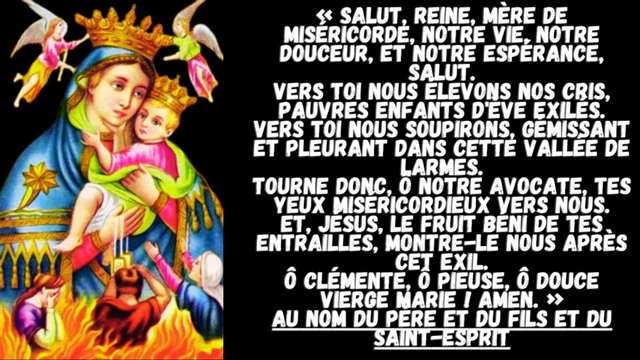 « SALUT, REINE, MÈRE DE
MISÉRICORDE, NOTRE VIE, NOTRE
DOUCEUR, ET NOTRE ESPÉRANCE,
SALUT.
VERS TOI NOUS ÉLEVONS NOS CRIS,
PAUVRES ENFANTS D'ÈVE EXILÉS.
VERS TOI NOUS SOUPIRONS, GÉMISSANT
ET PLEURANT DANS CETTE VALLÉE DE
LARMES.
TOURNE DONC, Ô NOTRE AVOCATE, TES
YEUX MISÉRICORDIEUX VERS NOUS.
ET, JÉSUS, LE FRUIT BÉNI DE TES
ENTRAILLES, MONTRE-LE NOUS APRÈS
CET EXIL.
Ô CLÉMENTE, Ô PIEUSE, Ô DOUCE
VIERGE MARIE ! AMEN. »
AU NOM DU PÈRE ET DU FILS ET DU
SAINT-ESPRIT